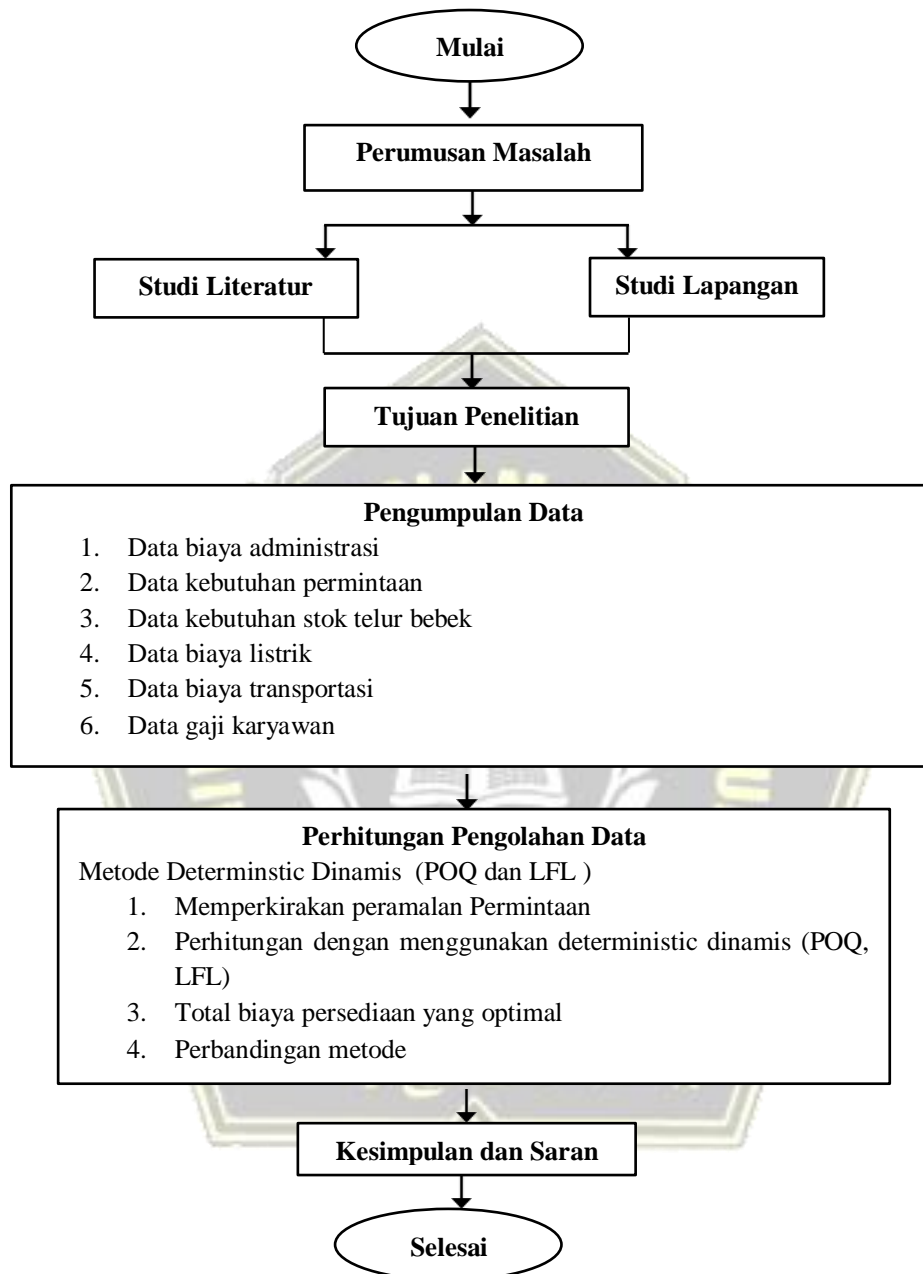 Mulai
Perumusan Masalah
Studi Literatur
Studi Lapangan
Tujuan Penelitian
Pengumpulan Data
1. Data biaya administrasi
2. Data kebutuhan permintaan
3. Data kebutuhan stok telur bebek
4. Data biaya listrik
5. Data biaya transportasi
6. Data gaji karyawan
Perhitungan Pengolahan Data
Metode Determinstic Dinamis (POQ dan LFL )
1. Memperkirakan peramalan Permintaan
2. Perhitungan dengan menggunakan deterministic dinamis (POQ,
LFL)
3. Total biaya persediaan yang optimal
4. Perbandingan metode
Kesimpulan dan Saran
Selesai